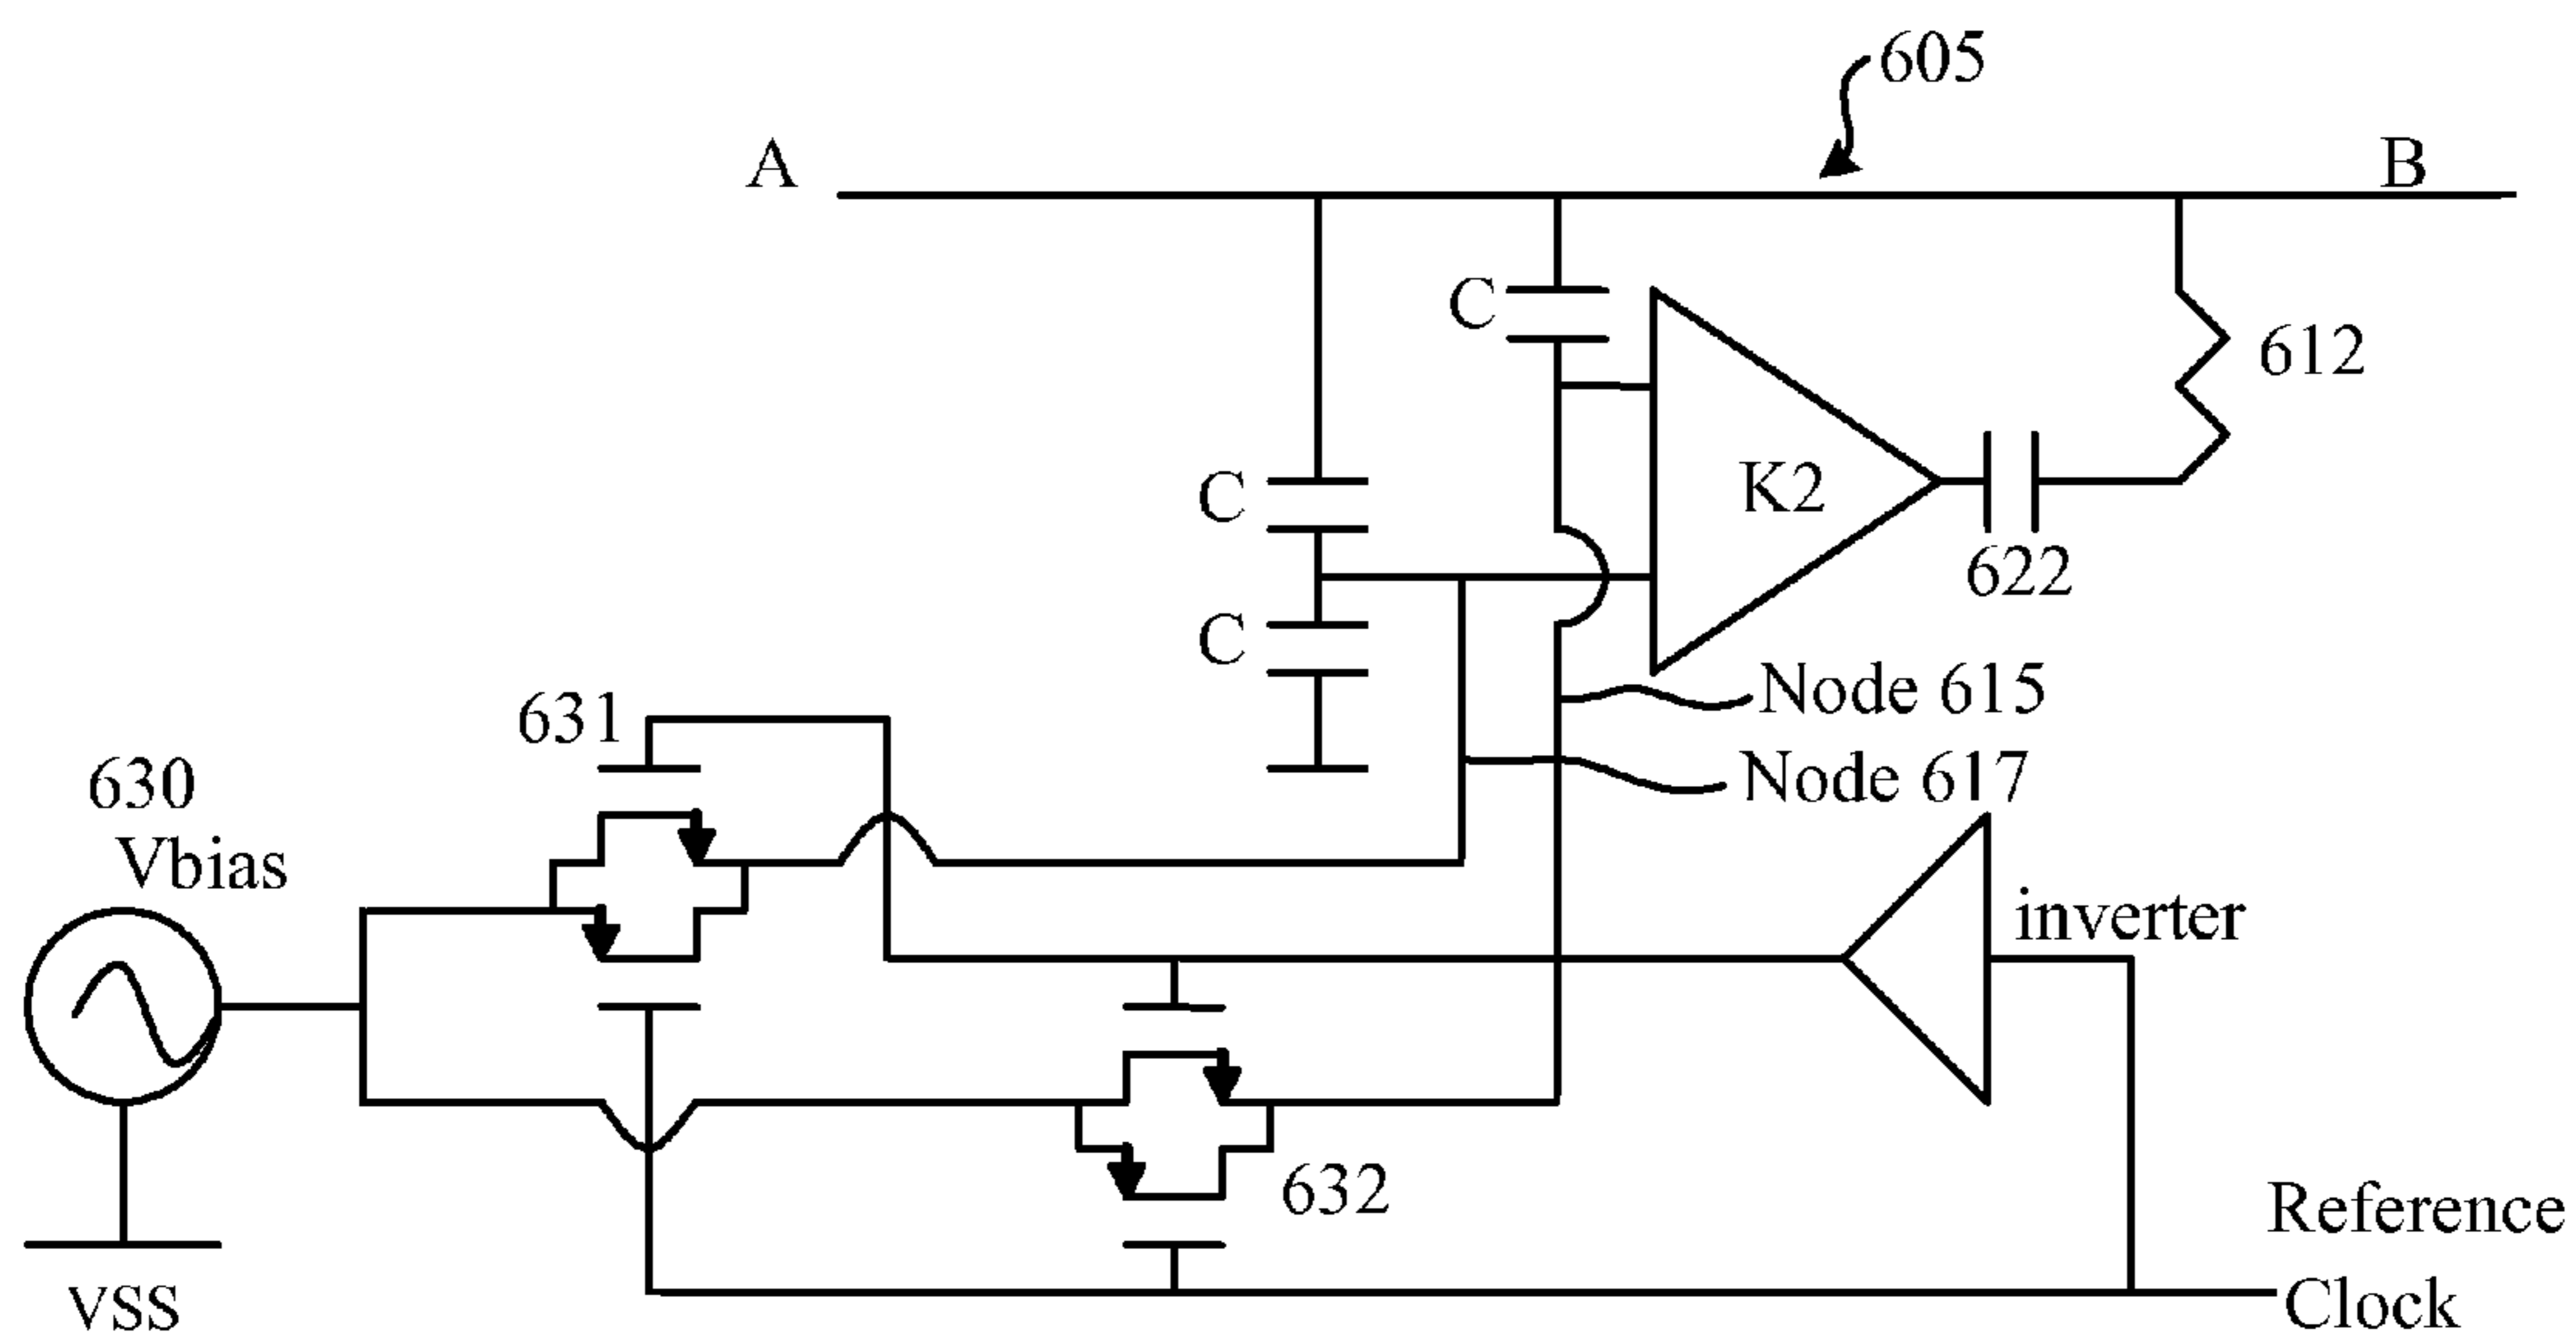 605
A
B
C
612
C
K2
622
C
Node 615
631
Node 617
630
Vbias
inverter
632
Reference
Clock
VSS